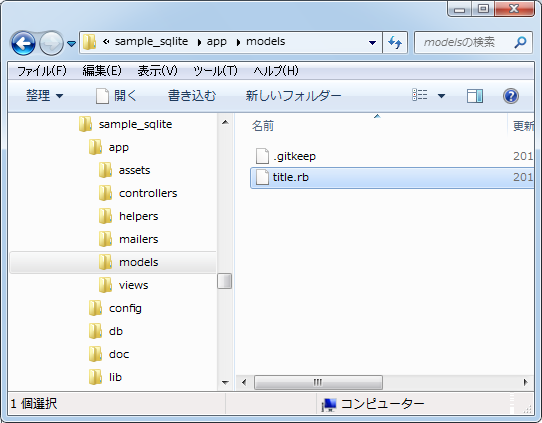 « sample_sqlite ▸ app ▸ models
modelsの検索
ファイル(F) 編集(E) 表示(V) ツール(T) ヘルプ(H)
整理 開く 書き込む 新しいフォルダー
sample_sqlite
app
assets
controllers
helpers
mailers
models
views
config
db
doc
lib
名前 更新
.gitkeep 201
title.rb 201
1 個選択 コンピューター